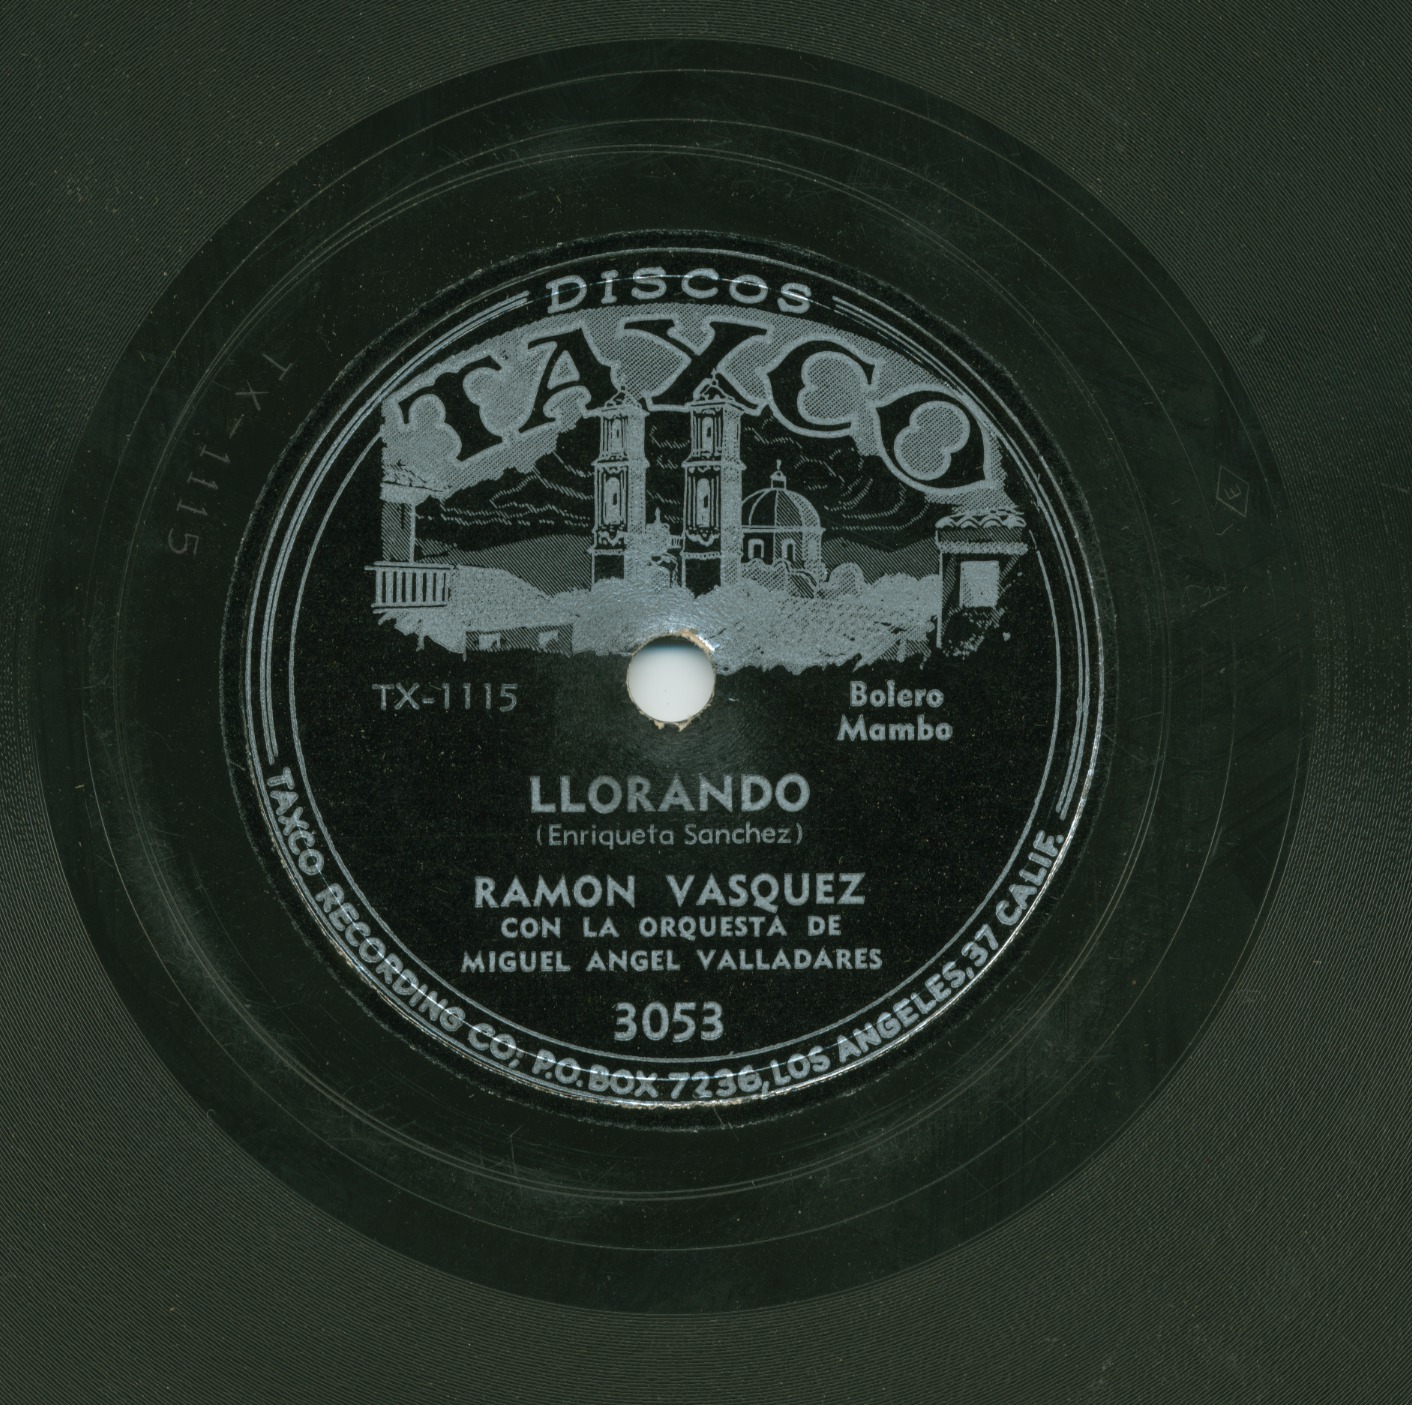 DISCOS
TAXCO
TX-1115
Bolero
Mambo
LLORANDO
(Enriqueta Sanchez)
RAMON VASQUEZ
CON LA ORQUESTA DE
MIGUEL ANGEL VALLADARES
3053
TAXCO RECORDING CO; P.O. BOX 7236, LOS ANGELES, 37 CALIF.
TX-1115
E